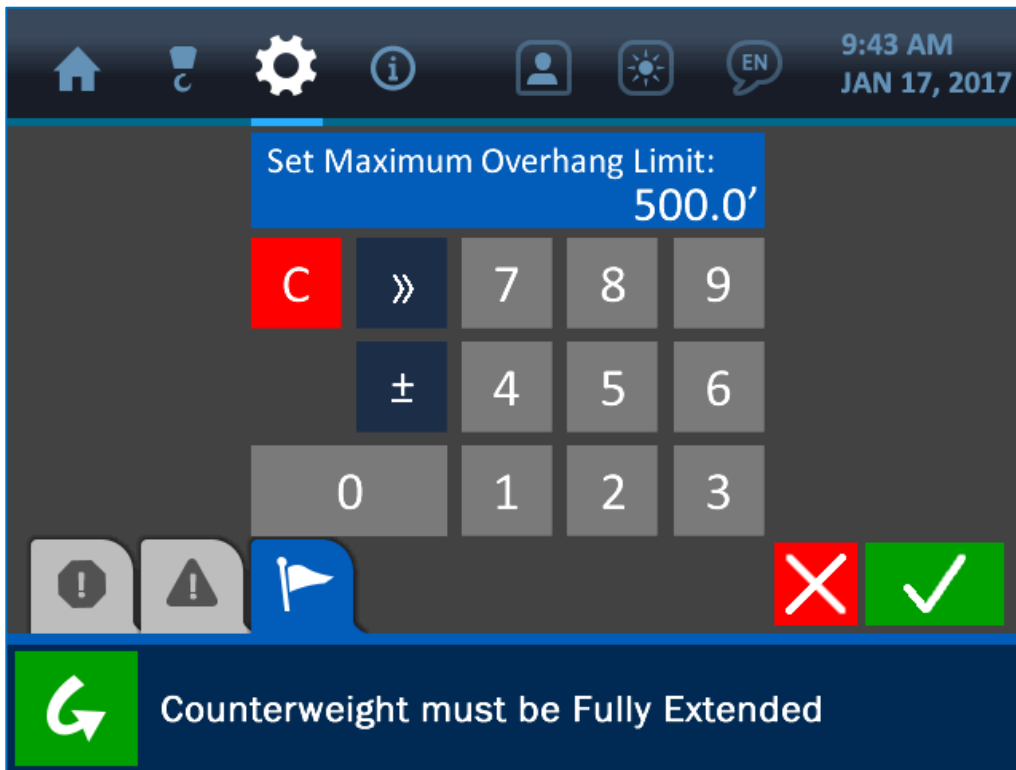 EN
9:43 AM
JAN 17, 2017
Set Maximum Overhang Limit:
500.0’
C » 7 8 9
± 4 5 6
0 1 2 3
Counterweight must be Fully Extended